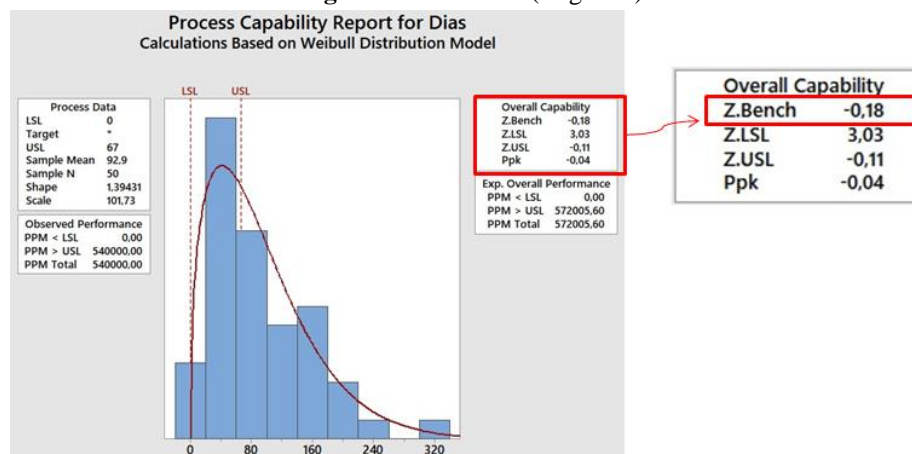 Process Capability Report for Dias
Calculations Based on Weibull Distribution Model
LSL USL
Process Data
LSL 0
Target *
USL 67
Sample Mean 92,9
Sample N 50
Shape 1,39431
Scale 101,73
Observed Performance
PPM < LSL 0,00
PPM > USL 540000,00
PPM Total 540000,00
Overall Capability
Z.Bench -0,18
Z.LSL 3,03
Z.USL -0,11
Ppk -0,04
Exp. Overall Performance
PPM < LSL 0,00
PPM > USL 572005,60
PPM Total 572005,60
0 80 160 240 320
Overall Capability
Z.Bench -0,18
Z.LSL 3,03
Z.USL -0,11
Ppk -0,04